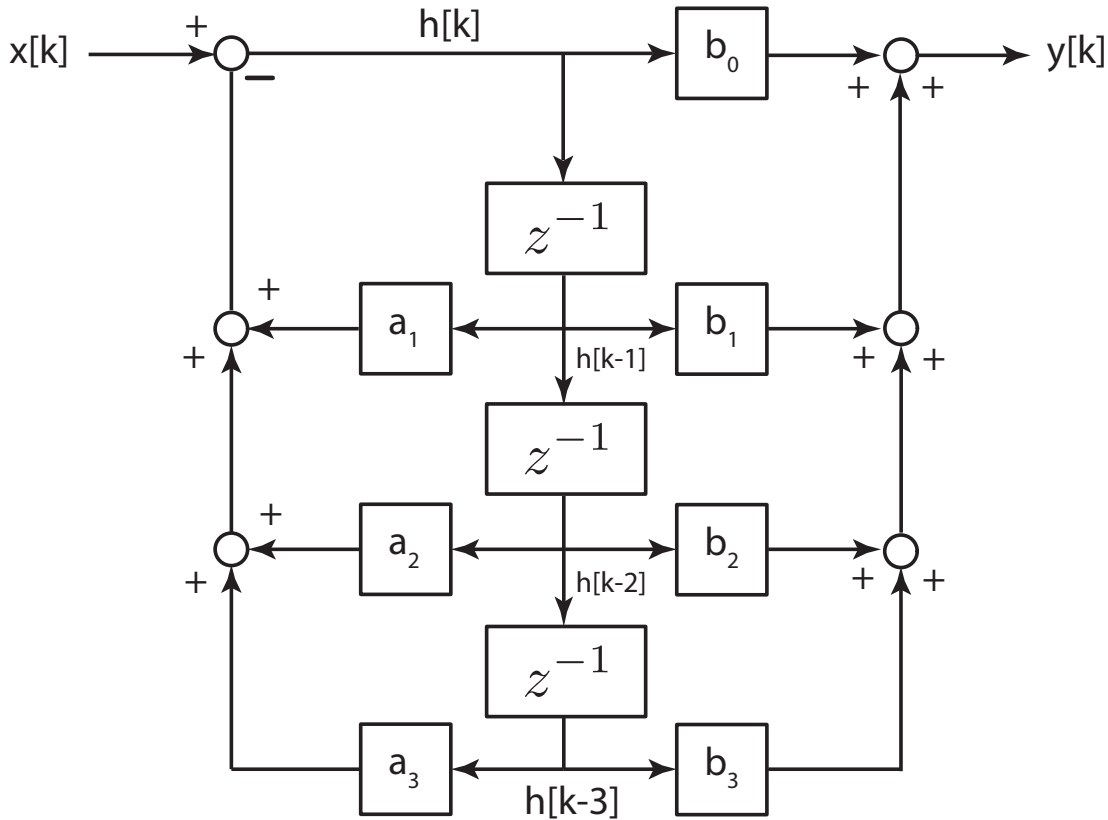 x[k]
+
−
h[k]
b₀
y[k]
+
+
z⁻¹
+
+
a₁
b₁
h[k-1]
+
+
z⁻¹
+
+
a₂
b₂
h[k-2]
+
+
z⁻¹
a₃
b₃
h[k-3]